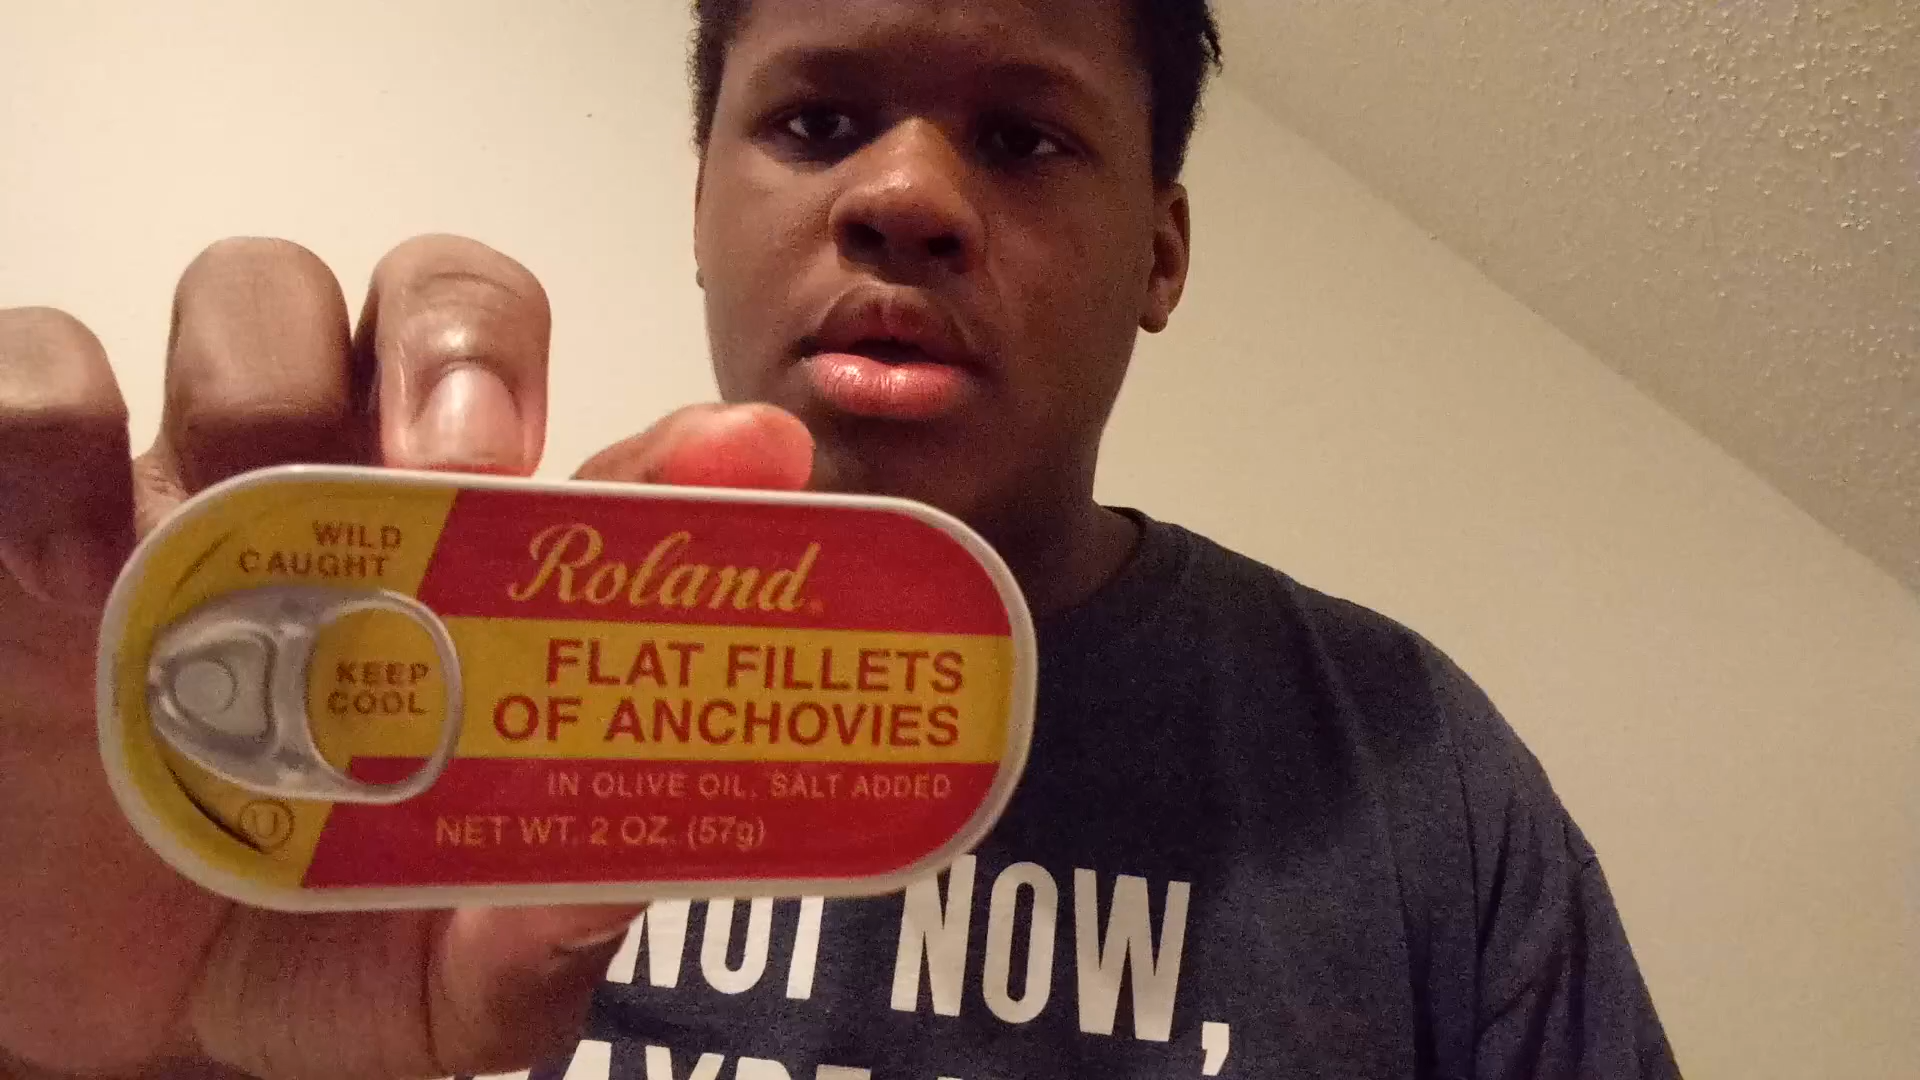 WILD
CAUGHT
Roland
KEEP
COOL
FLAT FILLETS
OF ANCHOVIES
IN OLIVE OIL, SALT ADDED
NET WT. 2 OZ. (57g)
U
NOT NOW,